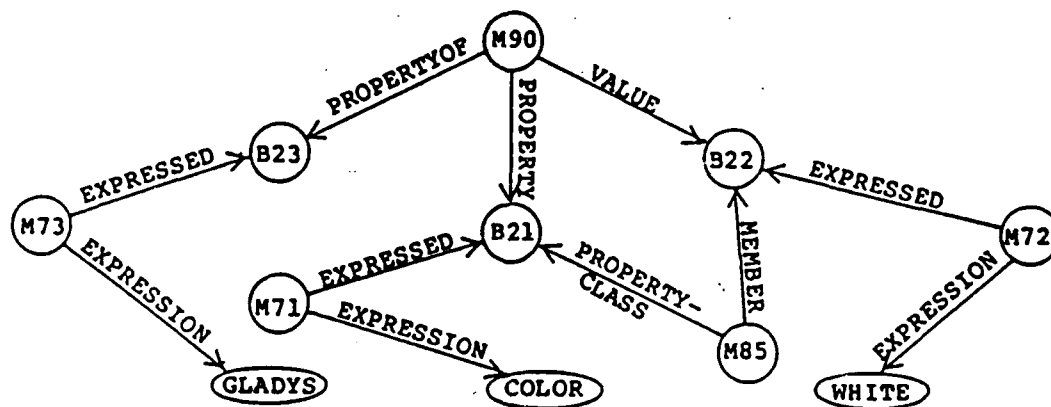 M90
PROPERTYOF
PROPERTY
VALUE
B23
B22
EXPRESSED
EXPRESSED
M73
B21
MEMBER
M72
EXPRESSED
PROPERTY-
CLASS
EXPRESSION
M71
EXPRESSION
M85
EXPRESSION
GLADYS
COLOR
WHITE